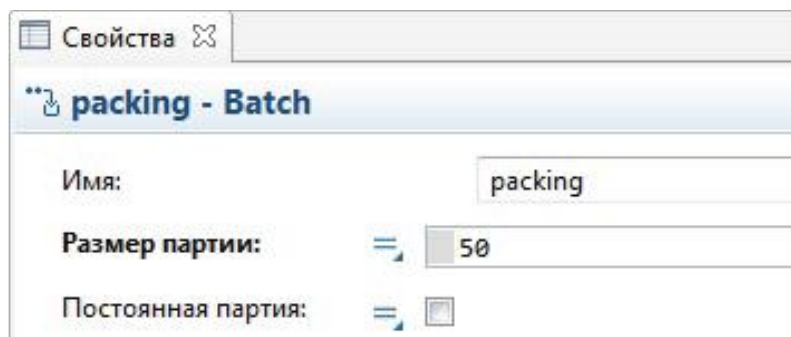 Свойства
packing - Batch
Имя: packing
Размер партии: 50
Постоянная партия: